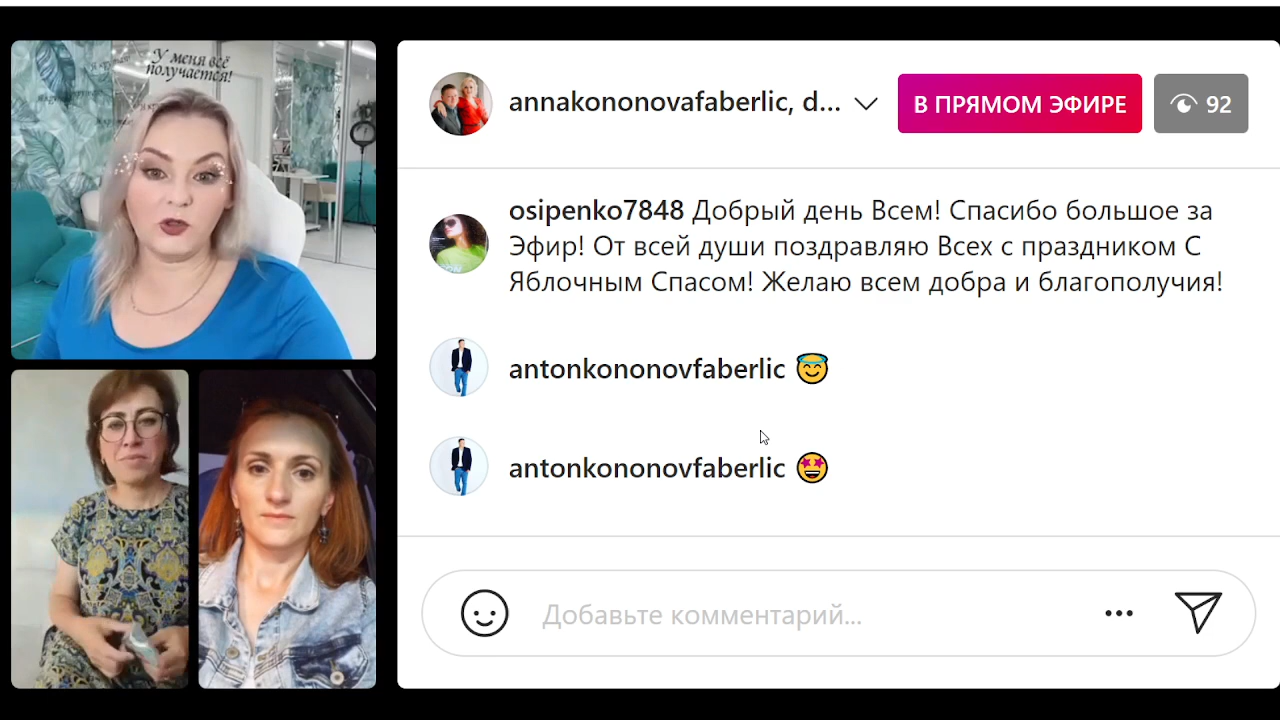 У меня всё
получается!
annakononovafaberlic, d...
В ПРЯМОМ ЭФИРЕ
92
osipenko7848 Добрый день Всем! Спасибо большое за
Эфир! От всей души поздравляю Всех с праздником С
Яблочным Спасом! Желаю всем добра и благополучия!
antonkononovfaberlic 😇
antonkononovfaberlic 🤩
Добавьте комментарий...